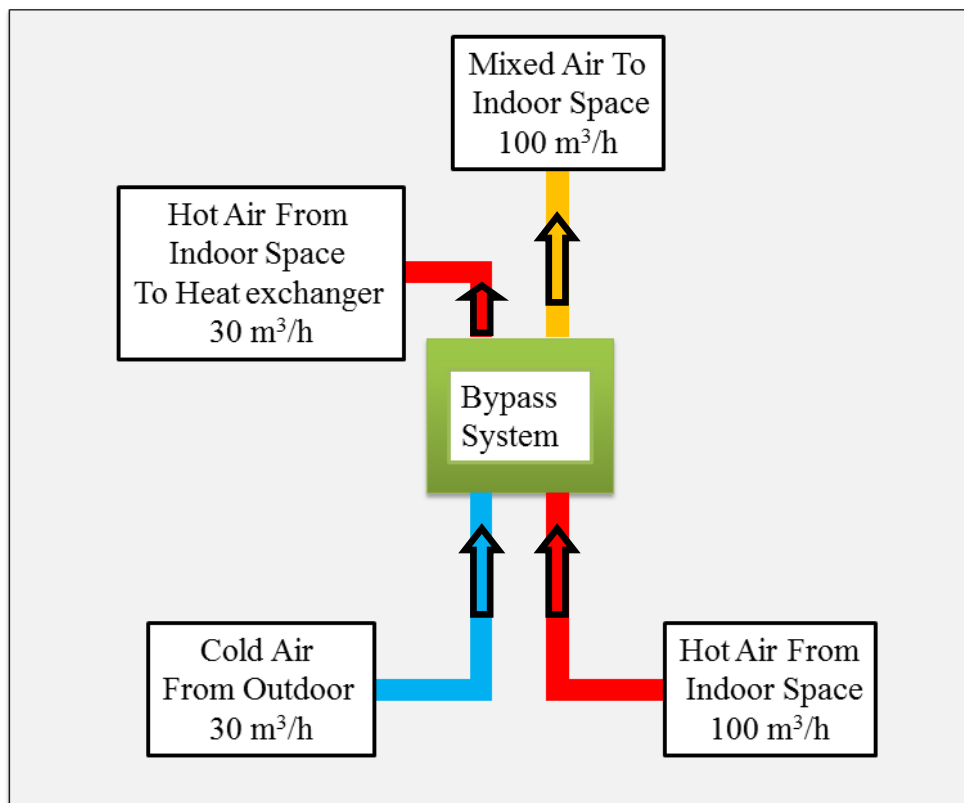 Mixed Air To
Indoor Space
100 m³/h
Hot Air From
Indoor Space
To Heat exchanger
30 m³/h
Bypass
System
Cold Air
From Outdoor
30 m³/h
Hot Air From
Indoor Space
100 m³/h